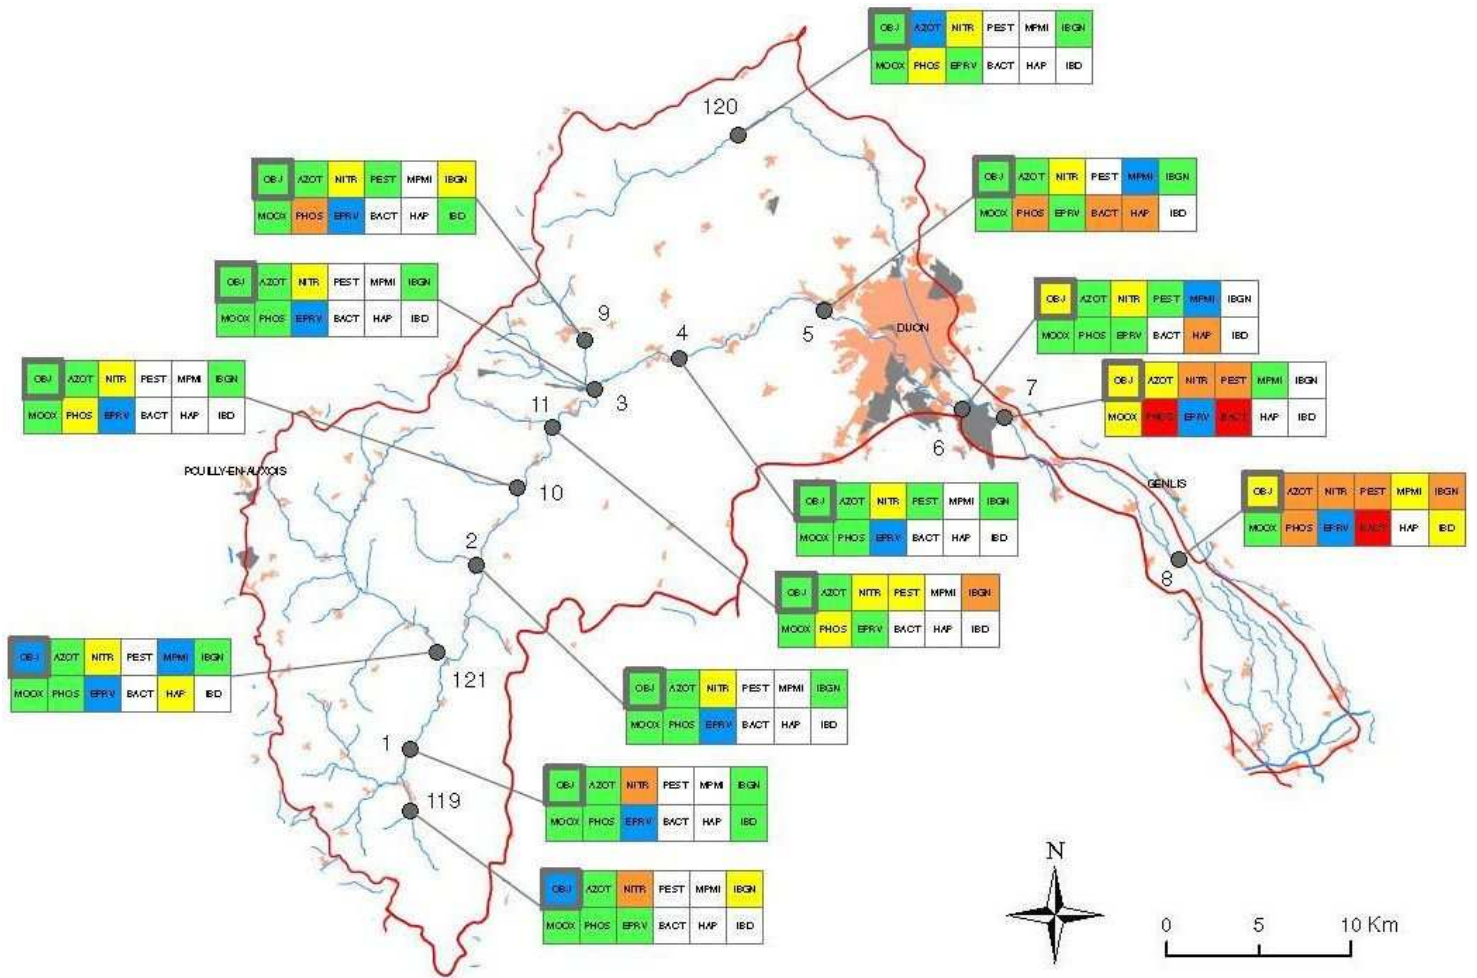 OBJ AZOT NITR PEST MPMI IBGN
MOOX PHOS EPRV BACT HAP IBD
120
OBJ AZOT NITR PEST MPMI IBGN
MOOX PHOS EPRV BACT HAP IBD
OBJ AZOT NITR PEST MPMI IBGN
MOOX PHOS EPRV BACT HAP IBD
OBJ AZOT NITR PEST MPMI IBGN
MOOX PHOS EPRV BACT HAP IBD
OBJ AZOT NITR PEST MPMI IBGN
MOOX PHOS EPRV BACT HAP IBD
9
4
5
DIJON
OBJ AZOT NITR PEST MPMI IBGN
MOOX PHOS EPRV BACT HAP IBD
OBJ AZOT NITR PEST MPMI IBGN
MOOX PHOS EPRV BACT HAP IBD
11
3
7
6
POUILLY-EN-AUXOIS
10
GENLIS
OBJ AZOT NITR PEST MPMI IBGN
MOOX PHOS EPRV BACT HAP IBD
OBJ AZOT NITR PEST MPMI IBGN
MOOX PHOS EPRV BACT HAP IBD
2
8
OBJ AZOT NITR PEST MPMI IBGN
MOOX PHOS EPRV BACT HAP IBD
OBJ AZOT NITR PEST MPMI IBGN
MOOX PHOS EPRV BACT HAP IBD
121
OBJ AZOT NITR PEST MPMI IBGN
MOOX PHOS EPRV BACT HAP IBD
1
119
OBJ AZOT NITR PEST MPMI IBGN
MOOX PHOS EPRV BACT HAP IBD
OBJ AZOT NITR PEST MPMI IBGN
MOOX PHOS EPRV BACT HAP IBD
N
0 5 10 Km